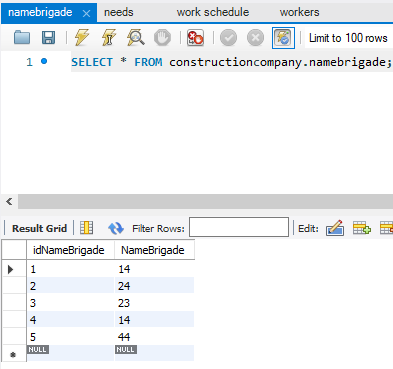 namebrigade × needs work schedule workers
Limit to 100 rows
1 SELECT * FROM constructioncompany.namebrigade;
Result Grid Filter Rows: Edit:
idNameBrigade NameBrigade
1 14
2 24
3 23
4 14
5 44
NULL NULL